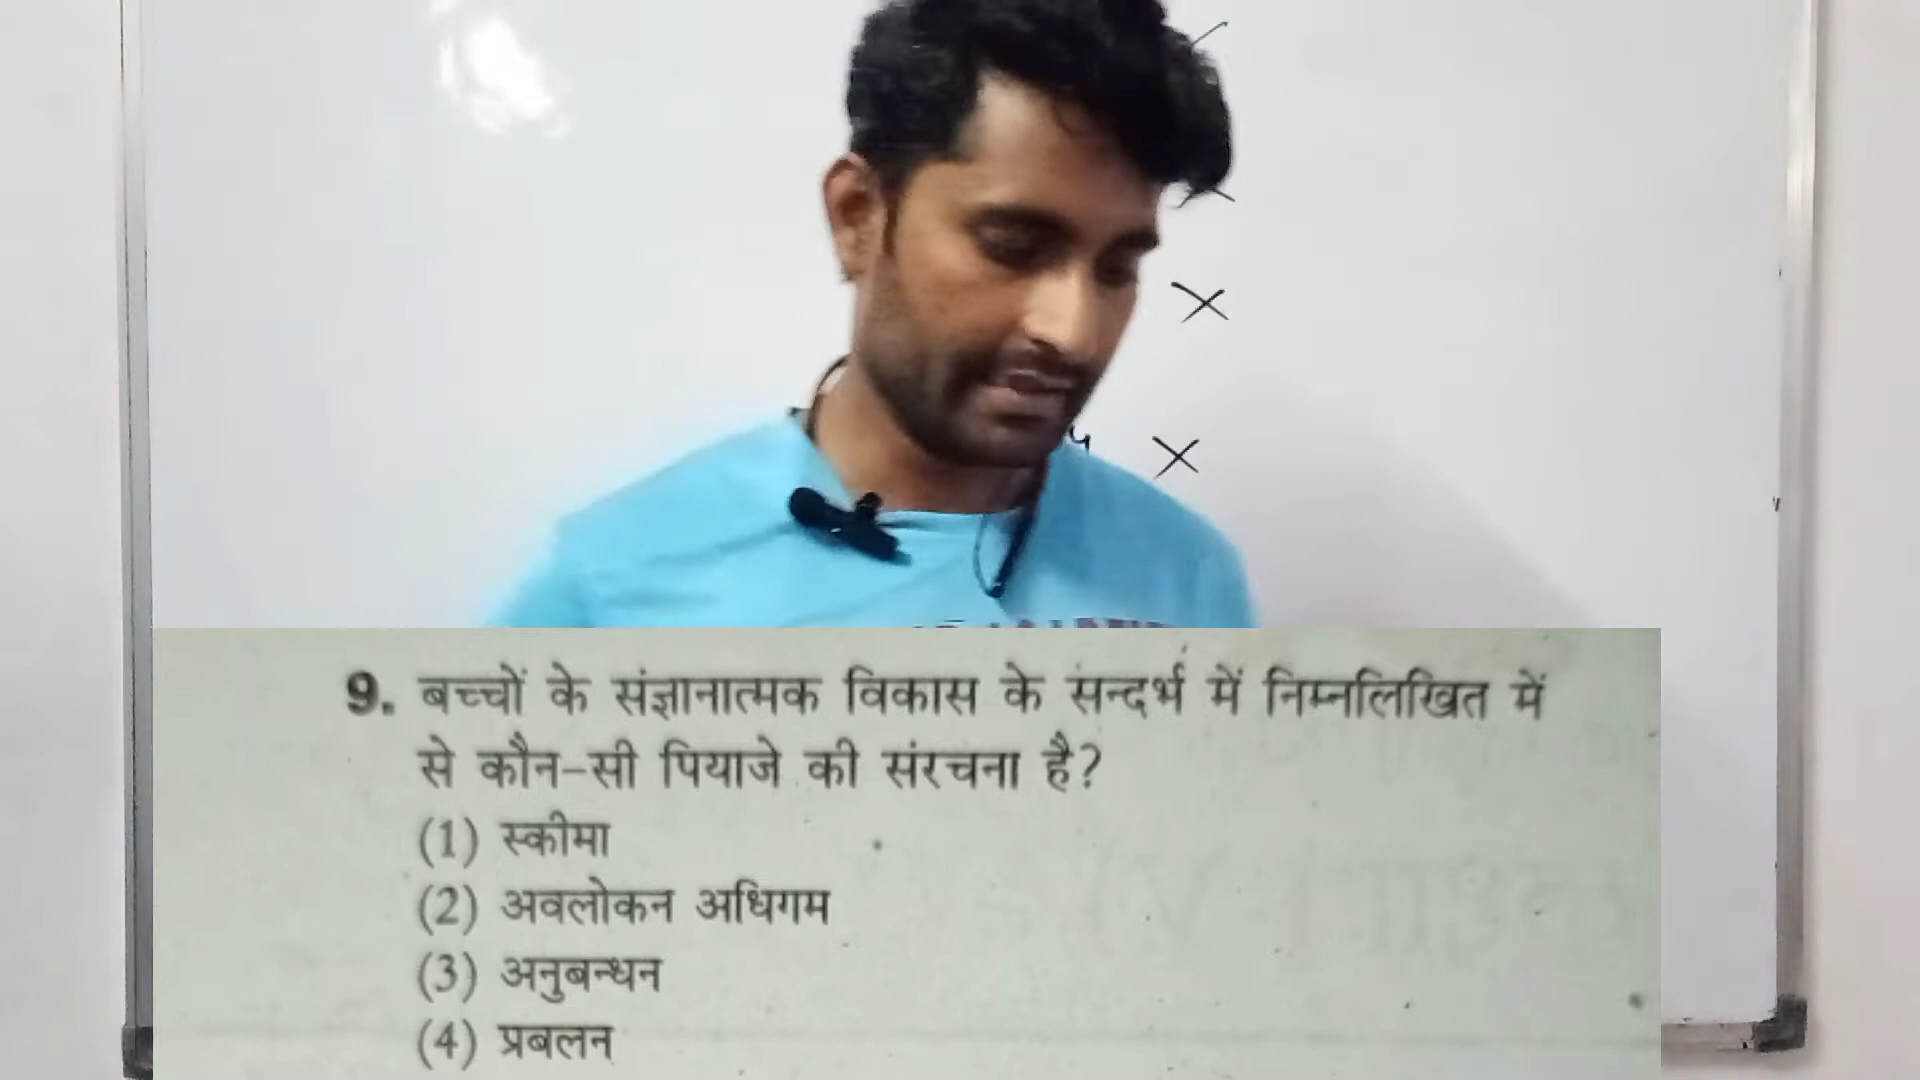 9. बच्चों के संज्ञानात्मक विकास के सन्दर्भ में निम्नलिखित में
से कौन-सी पियाजे की संरचना है?
(1) स्कीमा
(2) अवलोकन अधिगम
(3) अनुबन्धन
(4) प्रबलन